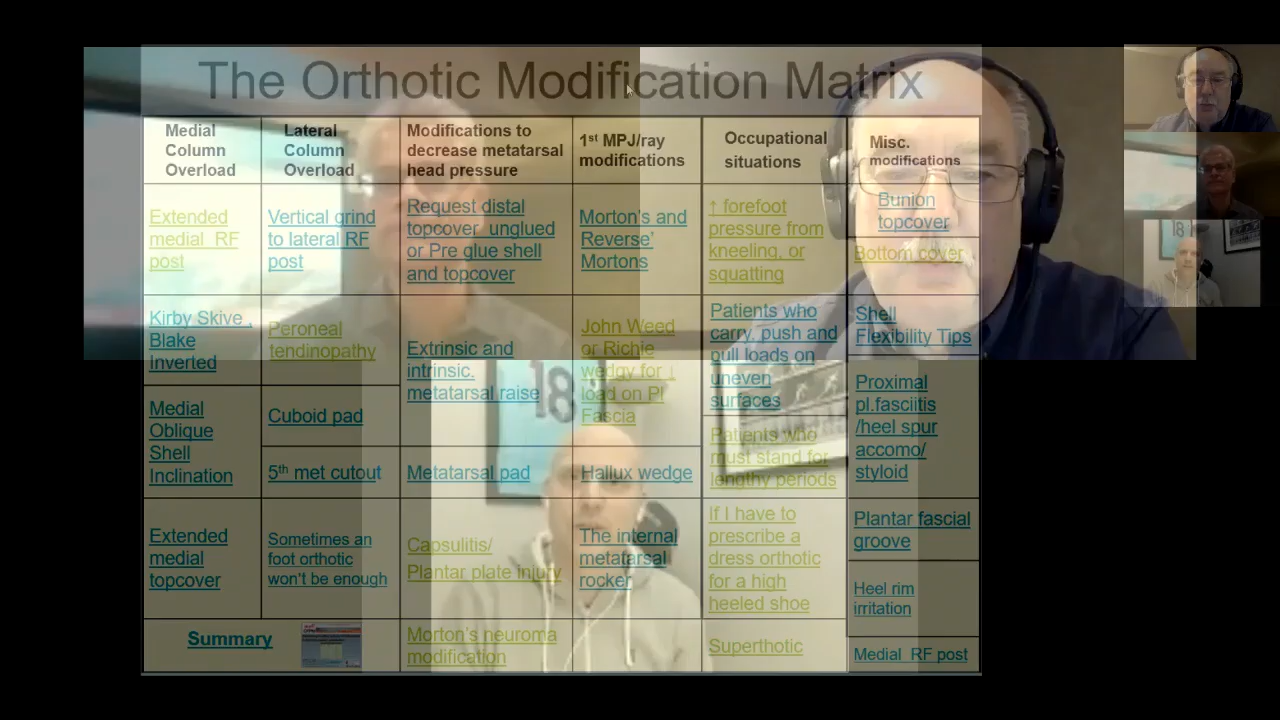 The Orthotic Modification Matrix
Medial
Column
Overload
Lateral
Column
Overload
Modifications to
decrease metatarsal
head pressure
1st MPJ/ray
modifications
Occupational
situations
Misc.
modifications
Extended
medial RF
post
Vertical grind
to lateral RF
post
Request distal
topcover unglued
or Pre glue shell
and topcover
Morton's and
Reverse'
Mortons
↑ forefoot
pressure from
kneeling, or
squatting
Bunion
topcover
Bottom cover
Kirby Skive ,
Blake
Inverted
Peroneal
tendinopathy
Extrinsic and
intrinsic.
metatarsal raise
John Weed
or Richie
wedgy for ↓
load on Pl
Fascia
Patients who
carry, push and
pull loads on
uneven
surfaces
Shell
Flexibility Tips
Medial
Oblique
Shell
Inclination
Cuboid pad
5th met cutout
Metatarsal pad
Hallux wedge
Patients who
must stand for
lengthy periods
Proximal
pl.fasciitis
/heel spur
accomo/
styloid
Extended
medial
topcover
Sometimes an
foot orthotic
won't be enough
Capsulitis/
Plantar plate injury
The internal
metatarsal
rocker
If I have to
prescribe a
dress orthotic
for a high
heeled shoe
Plantar fascial
groove
Heel rim
irritation
Summary
Morton's neuroma
modification
Superthotic
Medial RF post
18
18